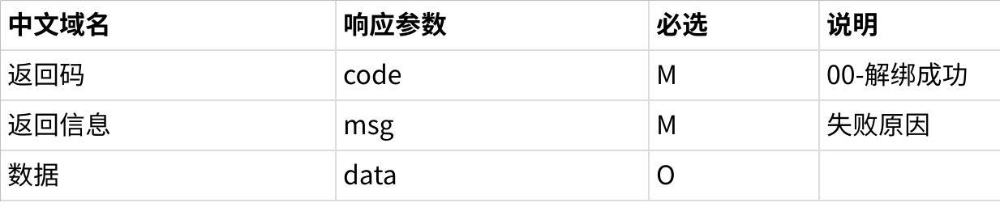 中文域名 响应参数 必选 说明
返回码 code M 00-解绑成功
返回信息 msg M 失败原因
数据 data O